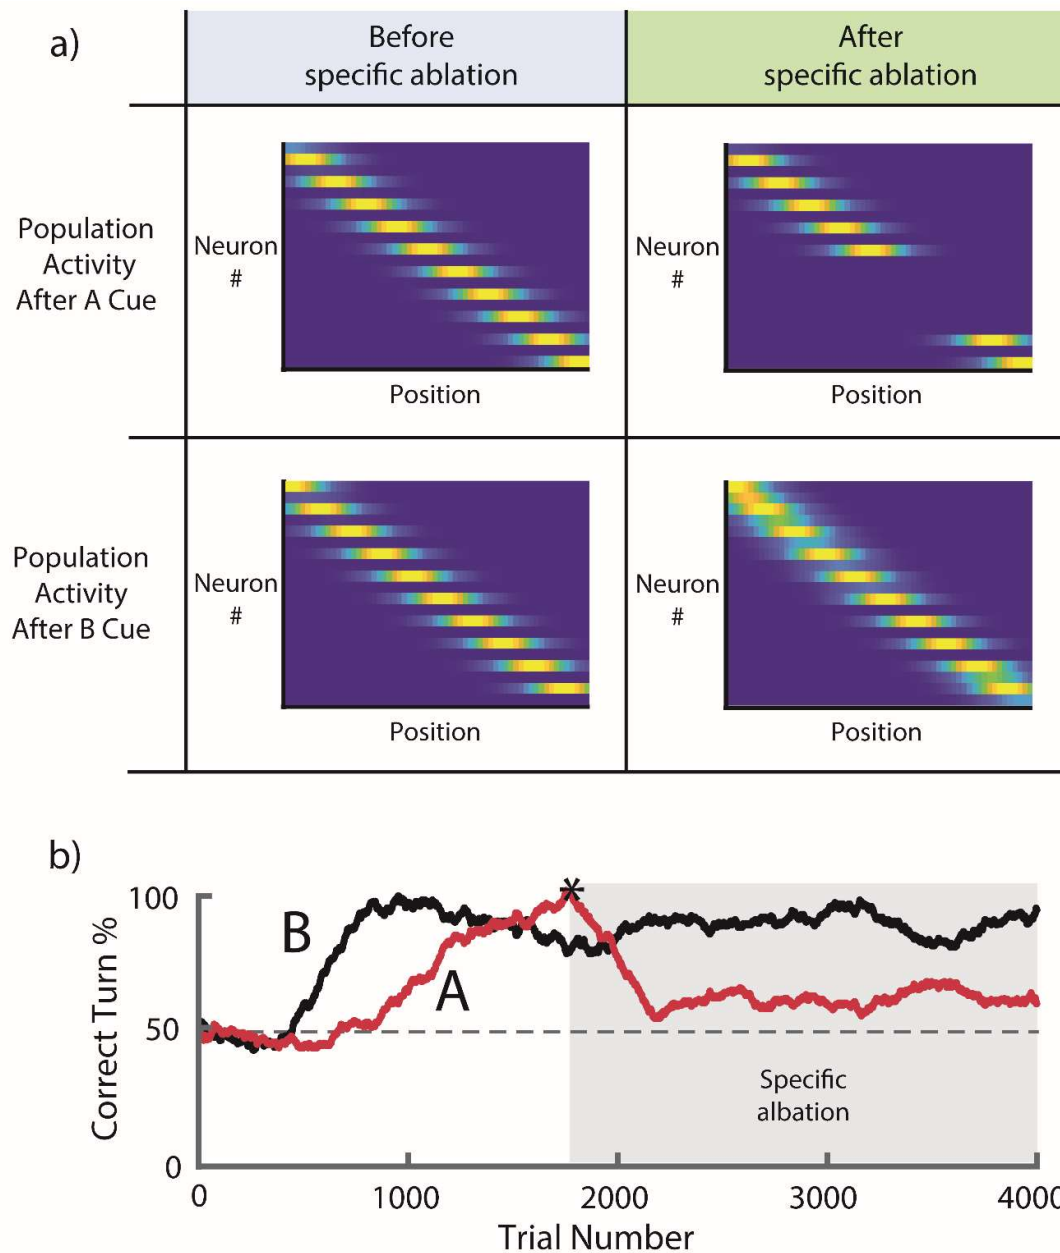 a)
Before
specific ablation
After
specific ablation
Population
Activity
After A Cue
Neuron
#
Position
Neuron
#
Position
Population
Activity
After B Cue
Neuron
#
Position
Neuron
#
Position
b)
Correct Turn %
100
50
0
B
A
*
Specific
albation
0
1000
2000
3000
4000
Trial Number